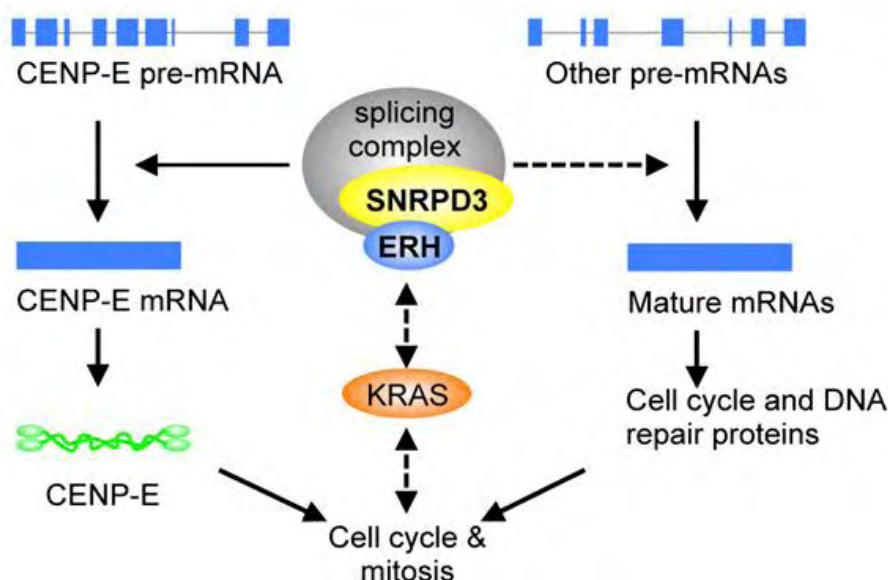 CENP-E pre-mRNA
Other pre-mRNAs
splicing
complex
SNRPD3
ERH
CENP-E mRNA
Mature mRNAs
KRAS
Cell cycle and DNA
repair proteins
CENP-E
Cell cycle &
mitosis